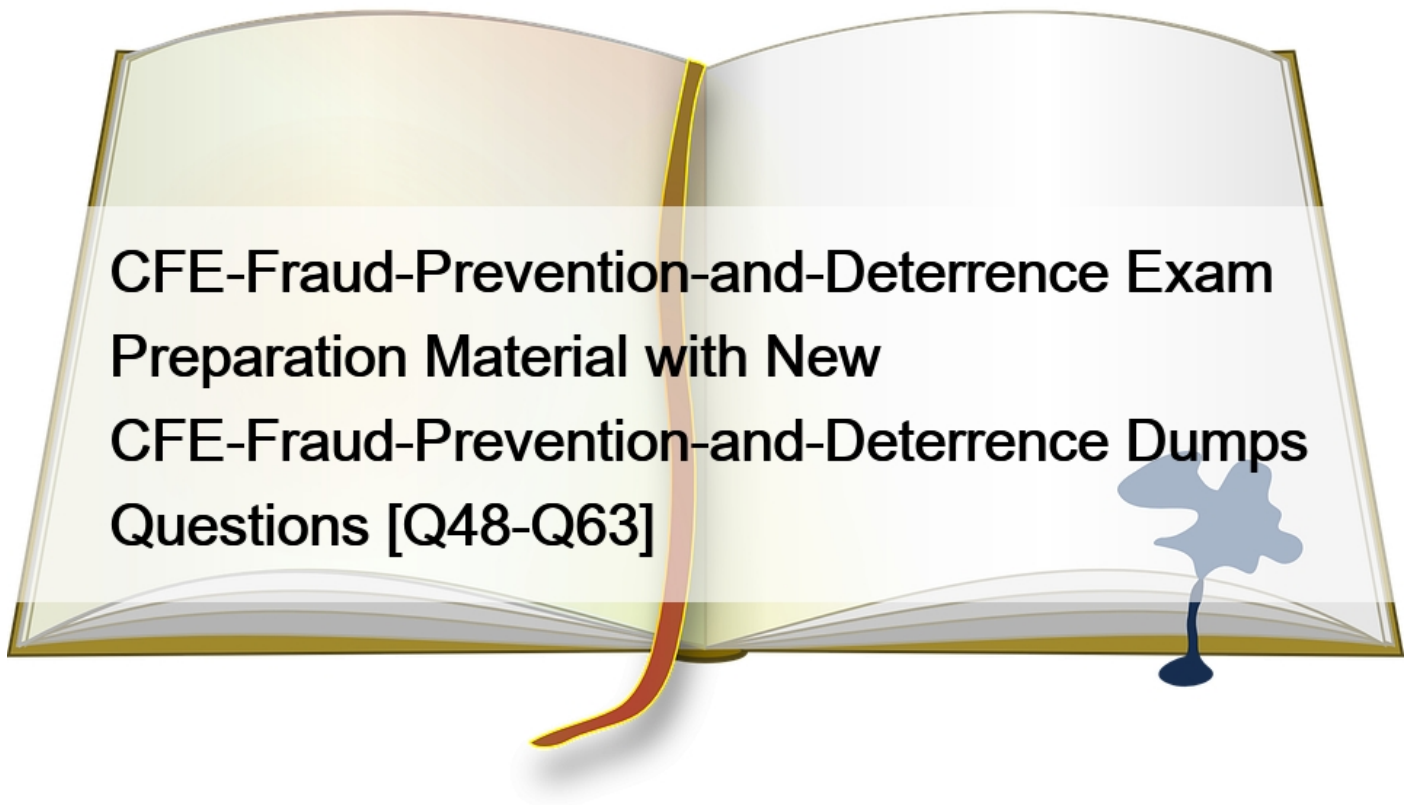 CFE-Fraud-Prevention-and-Deterrence Exam
Preparation Material with New
CFE-Fraud-Prevention-and-Deterrence Dumps
Questions [Q48-Q63]